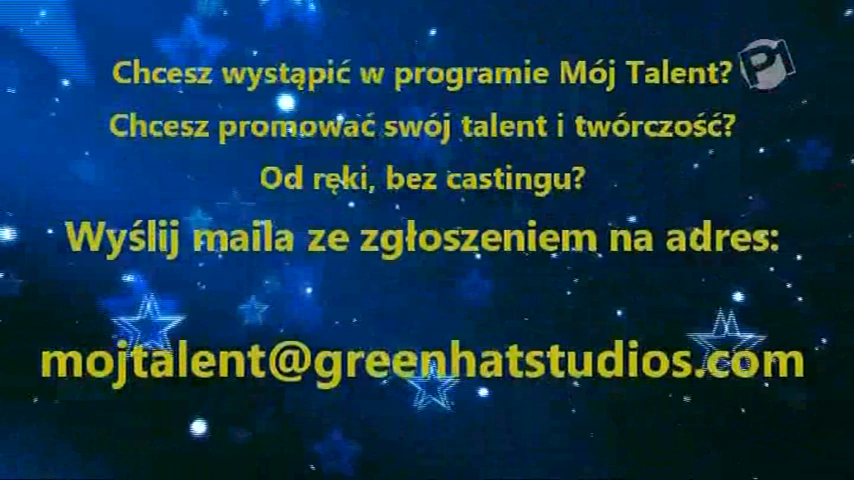 Chcesz wystąpić w programie Mój Talent?
Chcesz promować swój talent i twórczość?
Od ręki, bez castingu?
Wyślij maila ze zgłoszeniem na adres:
mojtalent@greenhatstudios.com